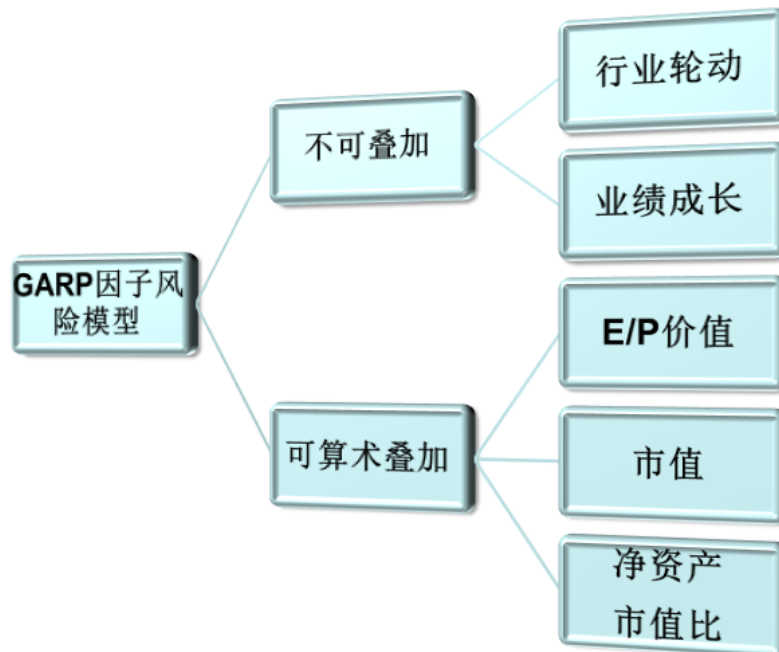 行业轮动
不可叠加
业绩成长
GARP因子风
险模型
E/P价值
可算术叠加
市值
净资产
市值比